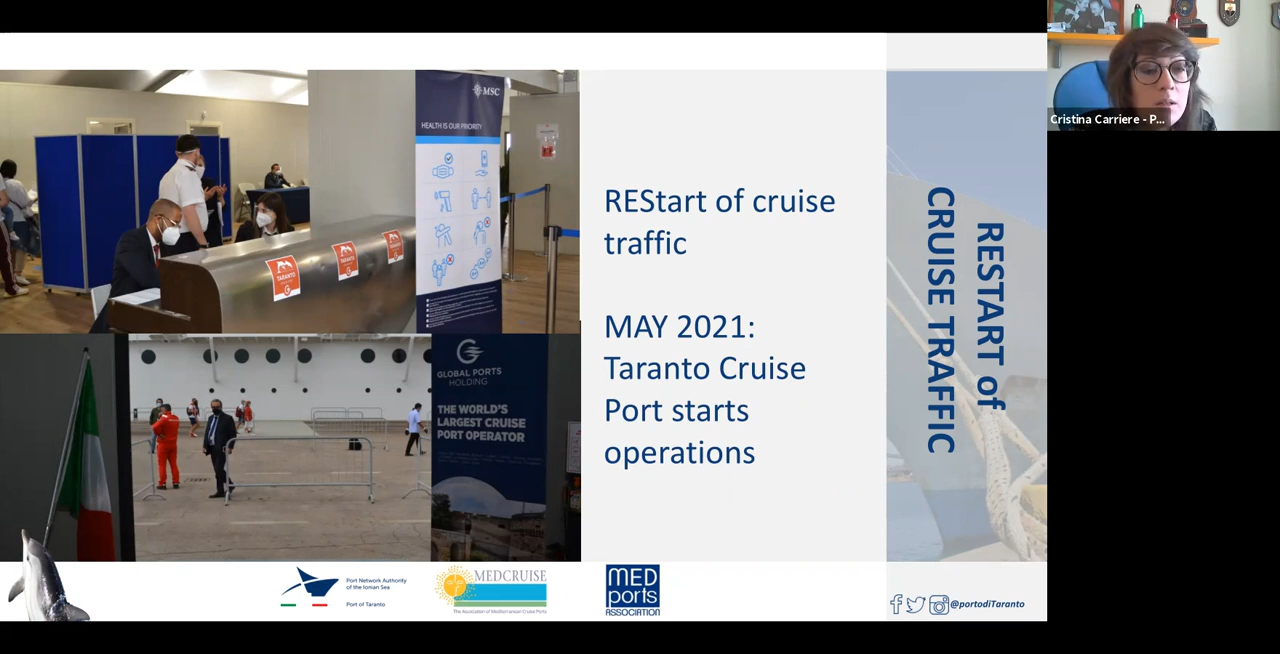 MSC
HEALTH IS OUR PRIORITY
TARANTO
TARANTO
TARANTO
GLOBAL PORTS
HOLDING
THE WORLD'S
LARGEST CRUISE
PORT OPERATOR
REStart of cruise
traffic
MAY 2021:
Taranto Cruise
Port starts
operations
RESTART of
CRUISE TRAFFIC
Cristina Carriere - P...
Port Network Authority
of the Ionian Sea
Port of Taranto
MEDCRUISE
The Association of Mediterranean Cruise Ports
MED
ports
ASSOCIATION
@portodiTaranto